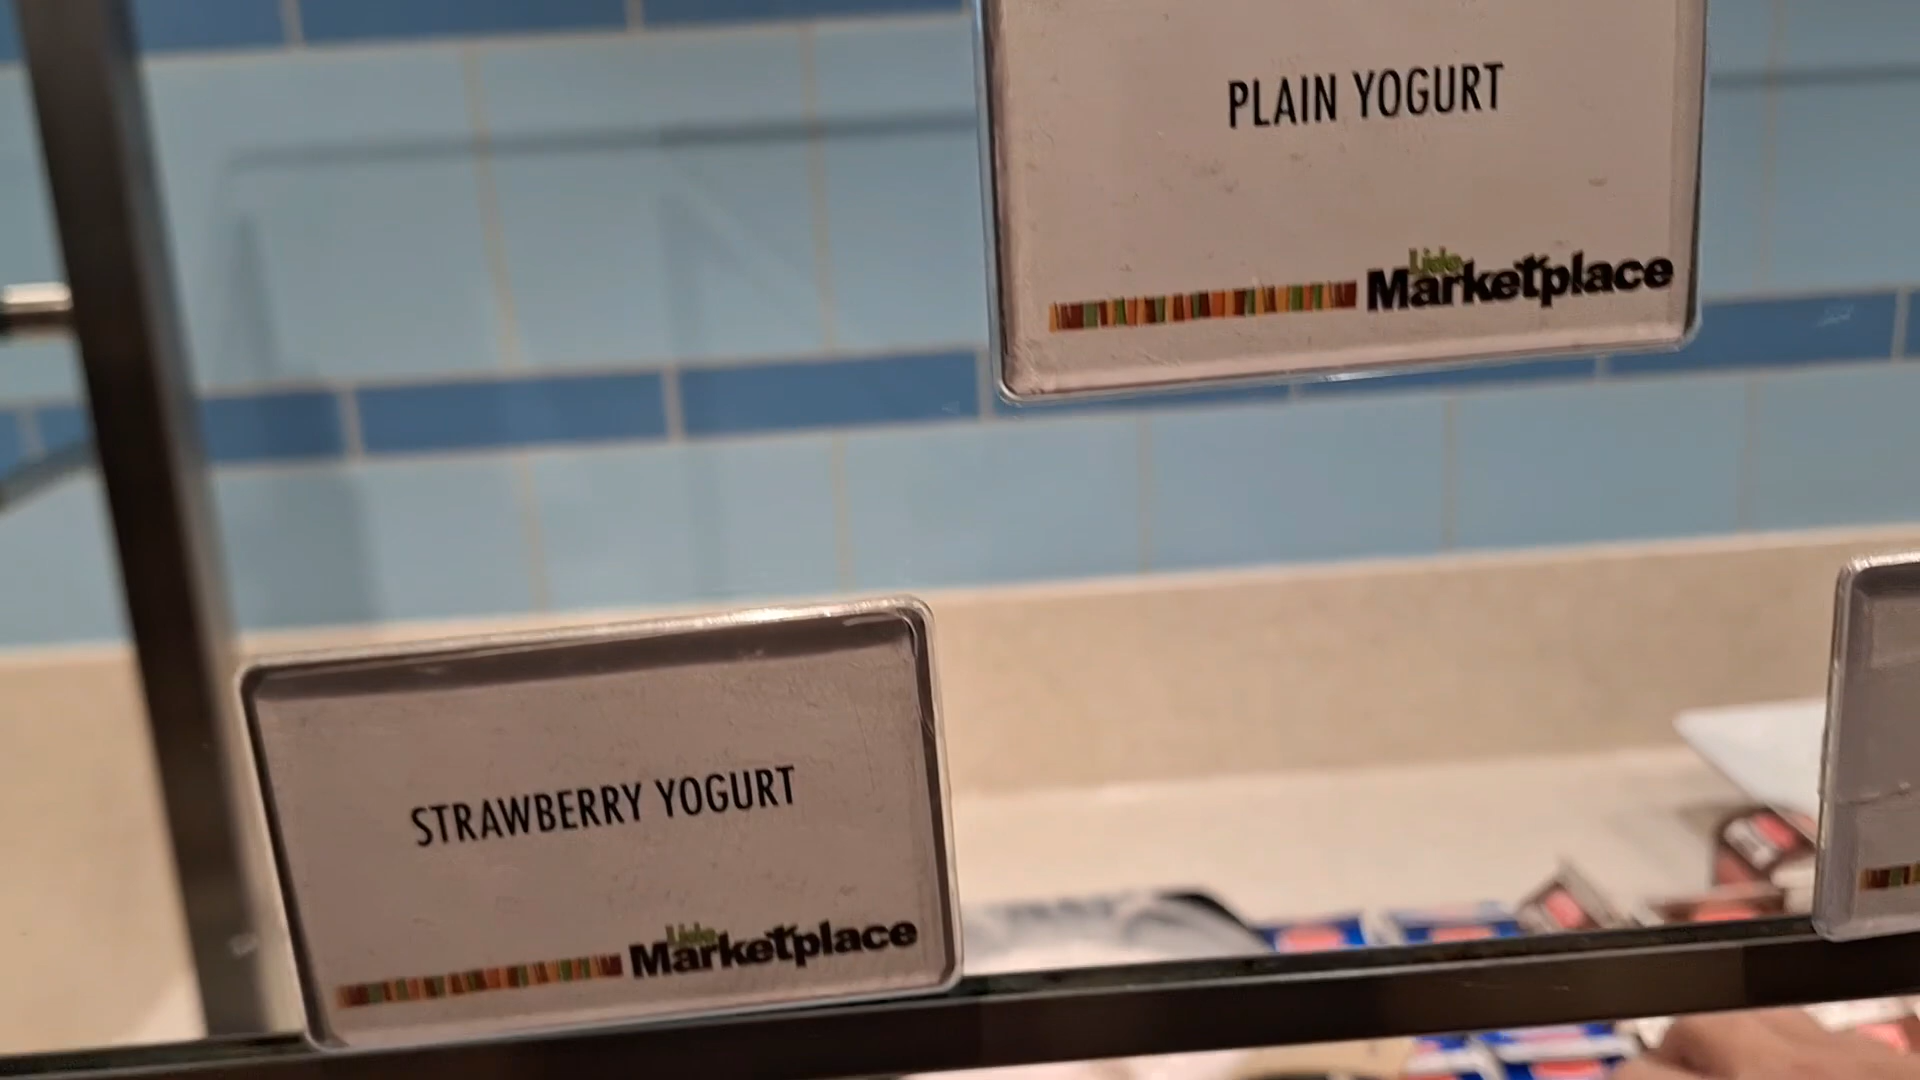 PLAIN YOGURT
Lido
Marketplace
STRAWBERRY YOGURT
Lido
Marketplace